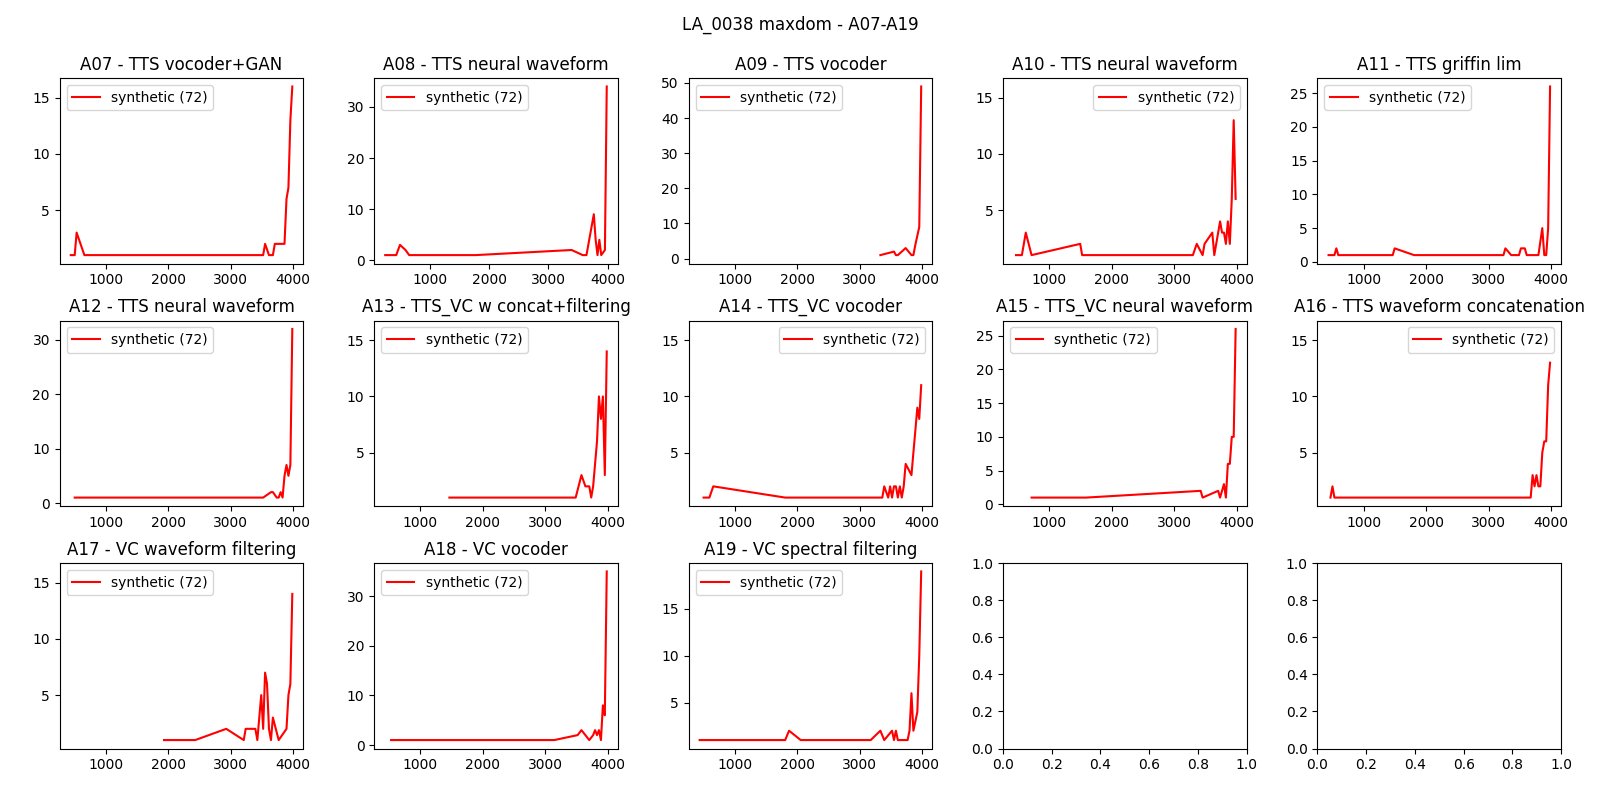 LA_0038 maxdom - A07-A19
A07 - TTS vocoder+GAN
A08 - TTS neural waveform
A09 - TTS vocoder
A10 - TTS neural waveform
A11 - TTS griffin lim
synthetic (72)
15
10
5
1000 2000 3000 4000
synthetic (72)
30
20
10
0
1000 2000 3000 4000
synthetic (72)
50
40
30
20
10
0
1000 2000 3000 4000
synthetic (72)
15
10
5
1000 2000 3000 4000
synthetic (72)
25
20
15
10
5
0
1000 2000 3000 4000
A12 - TTS neural waveform
A13 - TTS_VC w concat+filtering
A14 - TTS_VC vocoder
A15 - TTS_VC neural waveform
A16 - TTS waveform concatenation
synthetic (72)
30
20
10
0
1000 2000 3000 4000
synthetic (72)
15
10
5
1000 2000 3000 4000
synthetic (72)
15
10
5
1000 2000 3000 4000
synthetic (72)
25
20
15
10
5
0
1000 2000 3000 4000
synthetic (72)
15
10
5
1000 2000 3000 4000
A17 - VC waveform filtering
A18 - VC vocoder
A19 - VC spectral filtering
synthetic (72)
15
10
5
1000 2000 3000 4000
synthetic (72)
30
20
10
0
1000 2000 3000 4000
synthetic (72)
15
10
5
1000 2000 3000 4000
1.0
0.8
0.6
0.4
0.2
0.0
0.0 0.2 0.4 0.6 0.8 1.0
1.0
0.8
0.6
0.4
0.2
0.0
0.0 0.2 0.4 0.6 0.8 1.0